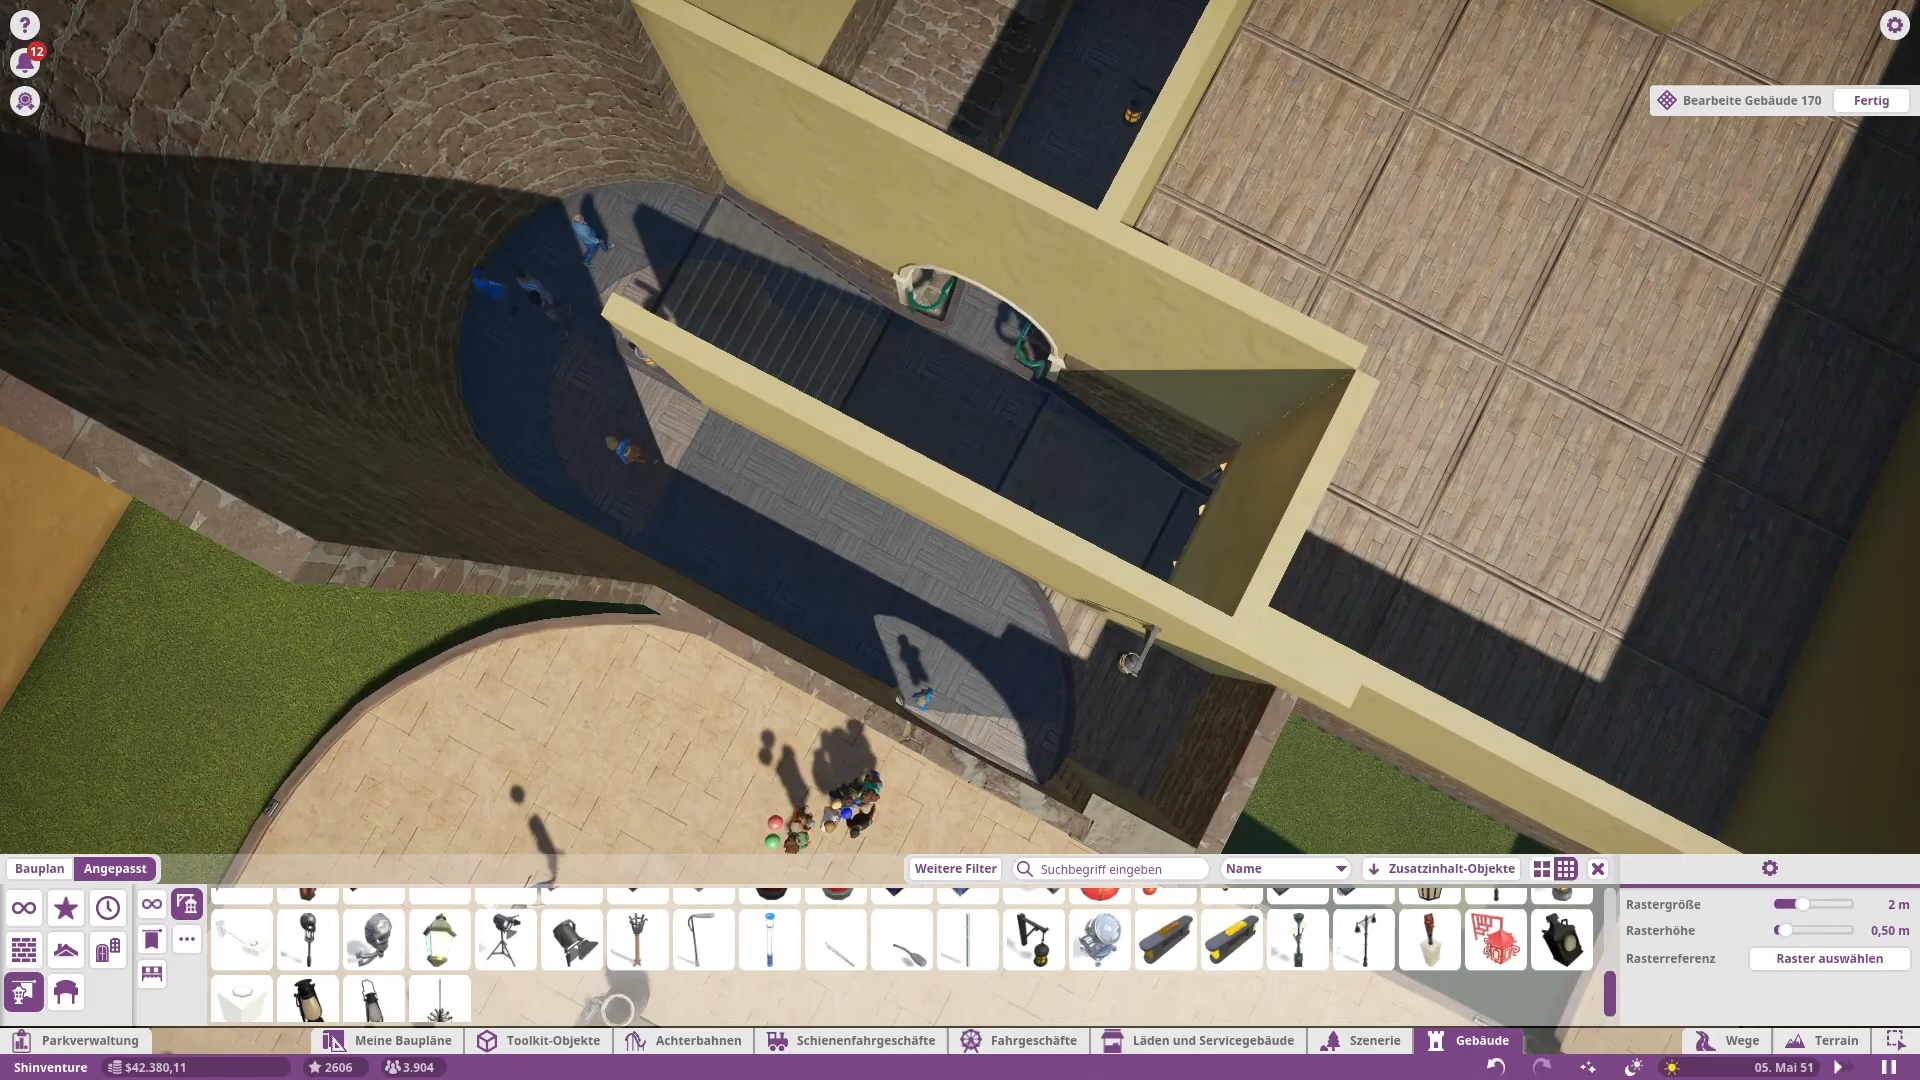 ?
12
Bearbeite Gebäude 170
Fertig
Bauplan
Angepasst
Weitere Filter
Suchbegriff eingeben
Name
Zusatzinhalt-Objekte
Rastergröße
2 m
Rasterhöhe
0,50 m
Rasterreferenz
Raster auswählen
Parkverwaltung
Meine Baupläne
Toolkit-Objekte
Achterbahnen
Schienenfahrgeschäfte
Fahrgeschäfte
Läden und Servicegebäude
Szenerie
Gebäude
Wege
Terrain
Shinventure
$42.380,11
2606
3.904
05. Mai 51